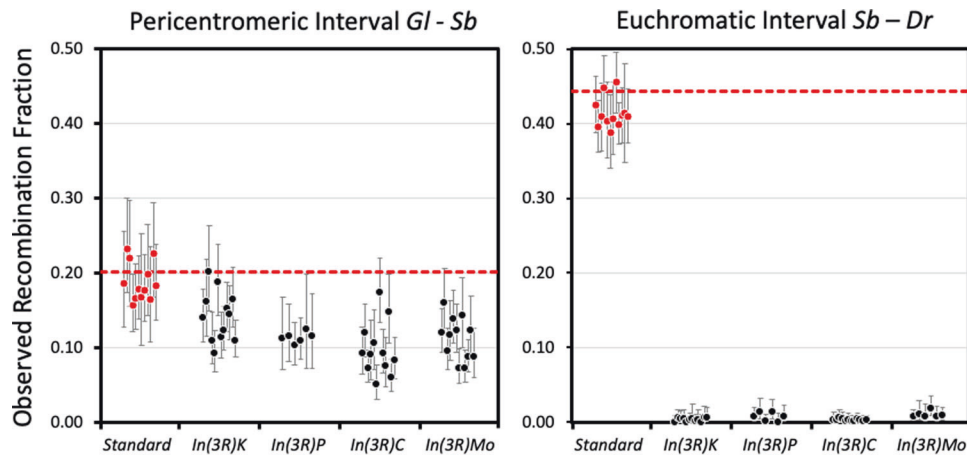 Pericentromeric Interval Gl - Sb
Euchromatic Interval Sb – Dr
Observed Recombination Fraction
0.50
0.40
0.30
0.20
0.10
0.00
Standard In(3R)K In(3R)P In(3R)C In(3R)Mo
0.50
0.40
0.30
0.20
0.10
0.00
Standard In(3R)K In(3R)P In(3R)C In(3R)Mo